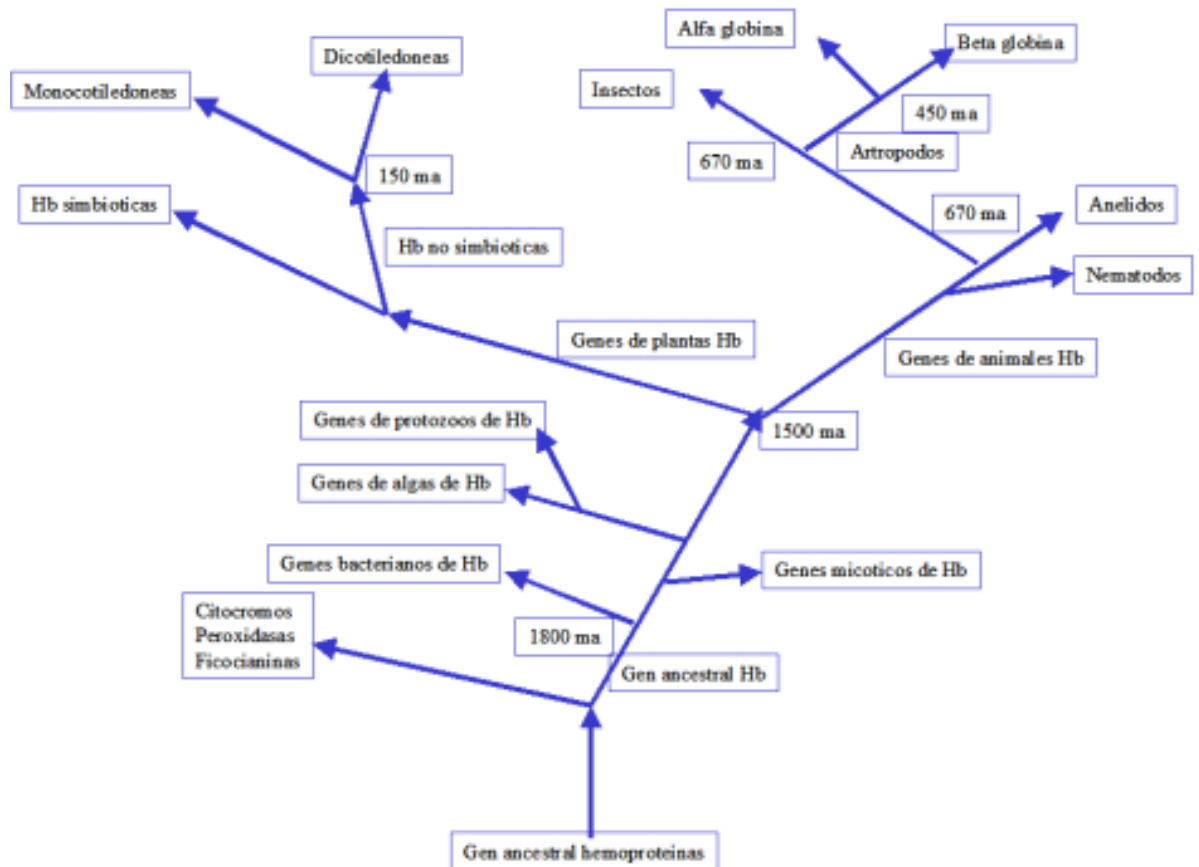 Alfa globina
Beta globina
Dicotiledoneas
Monocotiledoneas
Insectos
450 ma
670 ma
Artropodos
150 ma
Hb simbioticas
670 ma
Anelidos
Hb no simbioticas
Nematodos
Genes de plantas Hb
Genes de animales Hb
Genes de protozoos de Hb
1500 ma
Genes de algas de Hb
Genes bacterianos de Hb
Genes micoticos de Hb
Citocromos
Peroxidasas
Ficocianinas
1800 ma
Gen ancestral Hb
Gen ancestral hemoproteinas